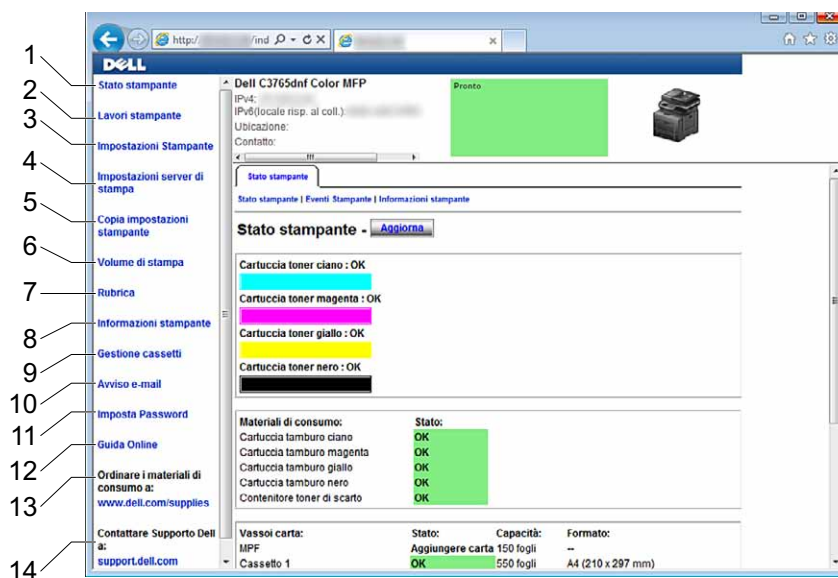 http://
/ind
DELL
1
2
3
4
5
6
7
8
9
10
11
12
13
14
Stato stampante
Lavori stampante
Impostazioni Stampante
Impostazioni server di
stampa
Copia impostazioni
stampante
Volume di stampa
Rubrica
Informazioni stampante
Gestione cassetti
Avviso e-mail
Imposta Password
Guida Online
Ordinare i materiali di
consumo a:
www.dell.com/supplies
Contattare Supporto Dell
a:
support.dell.com
Dell C3765dnf Color MFP
IPv4:
IPv6(locale risp. al coll.):
Ubicazione:
Contatto:
Pronto
Stato stampante
Stato stampante | Eventi Stampante | Informazioni stampante
Stato stampante - Aggiorna
Cartuccia toner ciano : OK
Cartuccia toner magenta : OK
Cartuccia toner giallo : OK
Cartuccia toner nero : OK
Materiali di consumo: Stato:
Cartuccia tamburo ciano OK
Cartuccia tamburo magenta OK
Cartuccia tamburo giallo OK
Cartuccia tamburo nero OK
Contenitore toner di scarto OK
Vassoi carta: Stato: Capacità: Formato:
MPF Aggiungere carta 150 fogli --
Cassetto 1 OK 550 fogli A4 (210 x 297 mm)